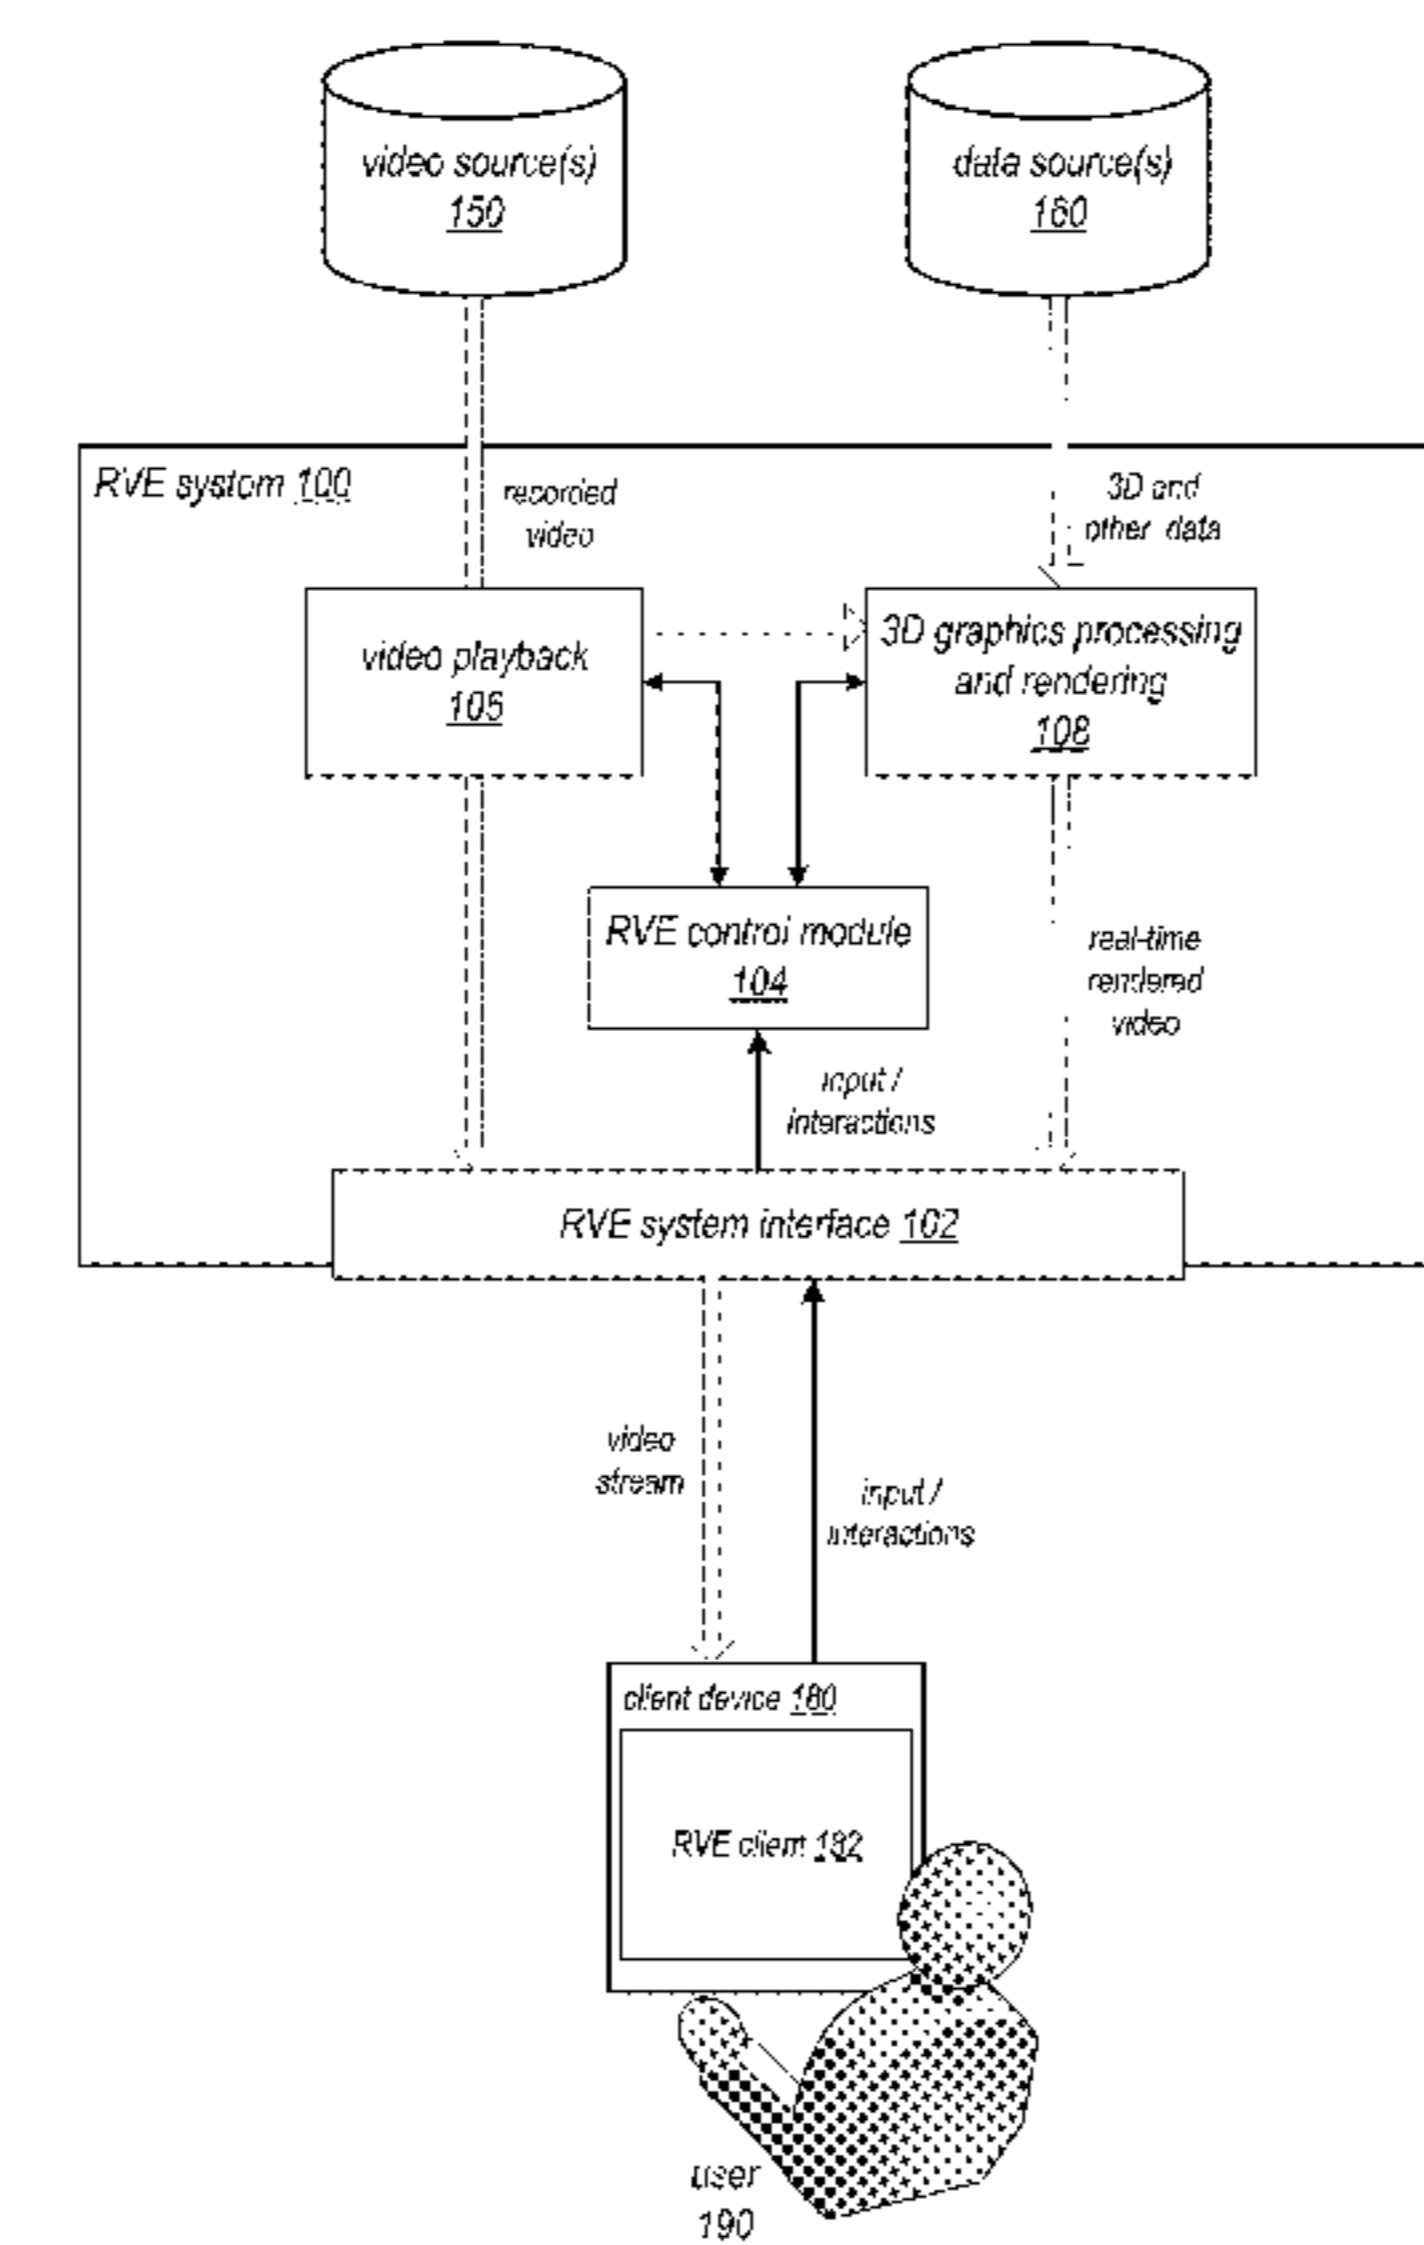 video source(s)
150
data source(s)
160
RVE system 100
recorded
video
3D and
other data
video playback
106
3D graphics processing
and rendering
108
RVE control module
104
real-time
rendered
video
input /
interactions
RVE system interface 102
video
stream
input /
interactions
client device 180
RVE client 182
user
190